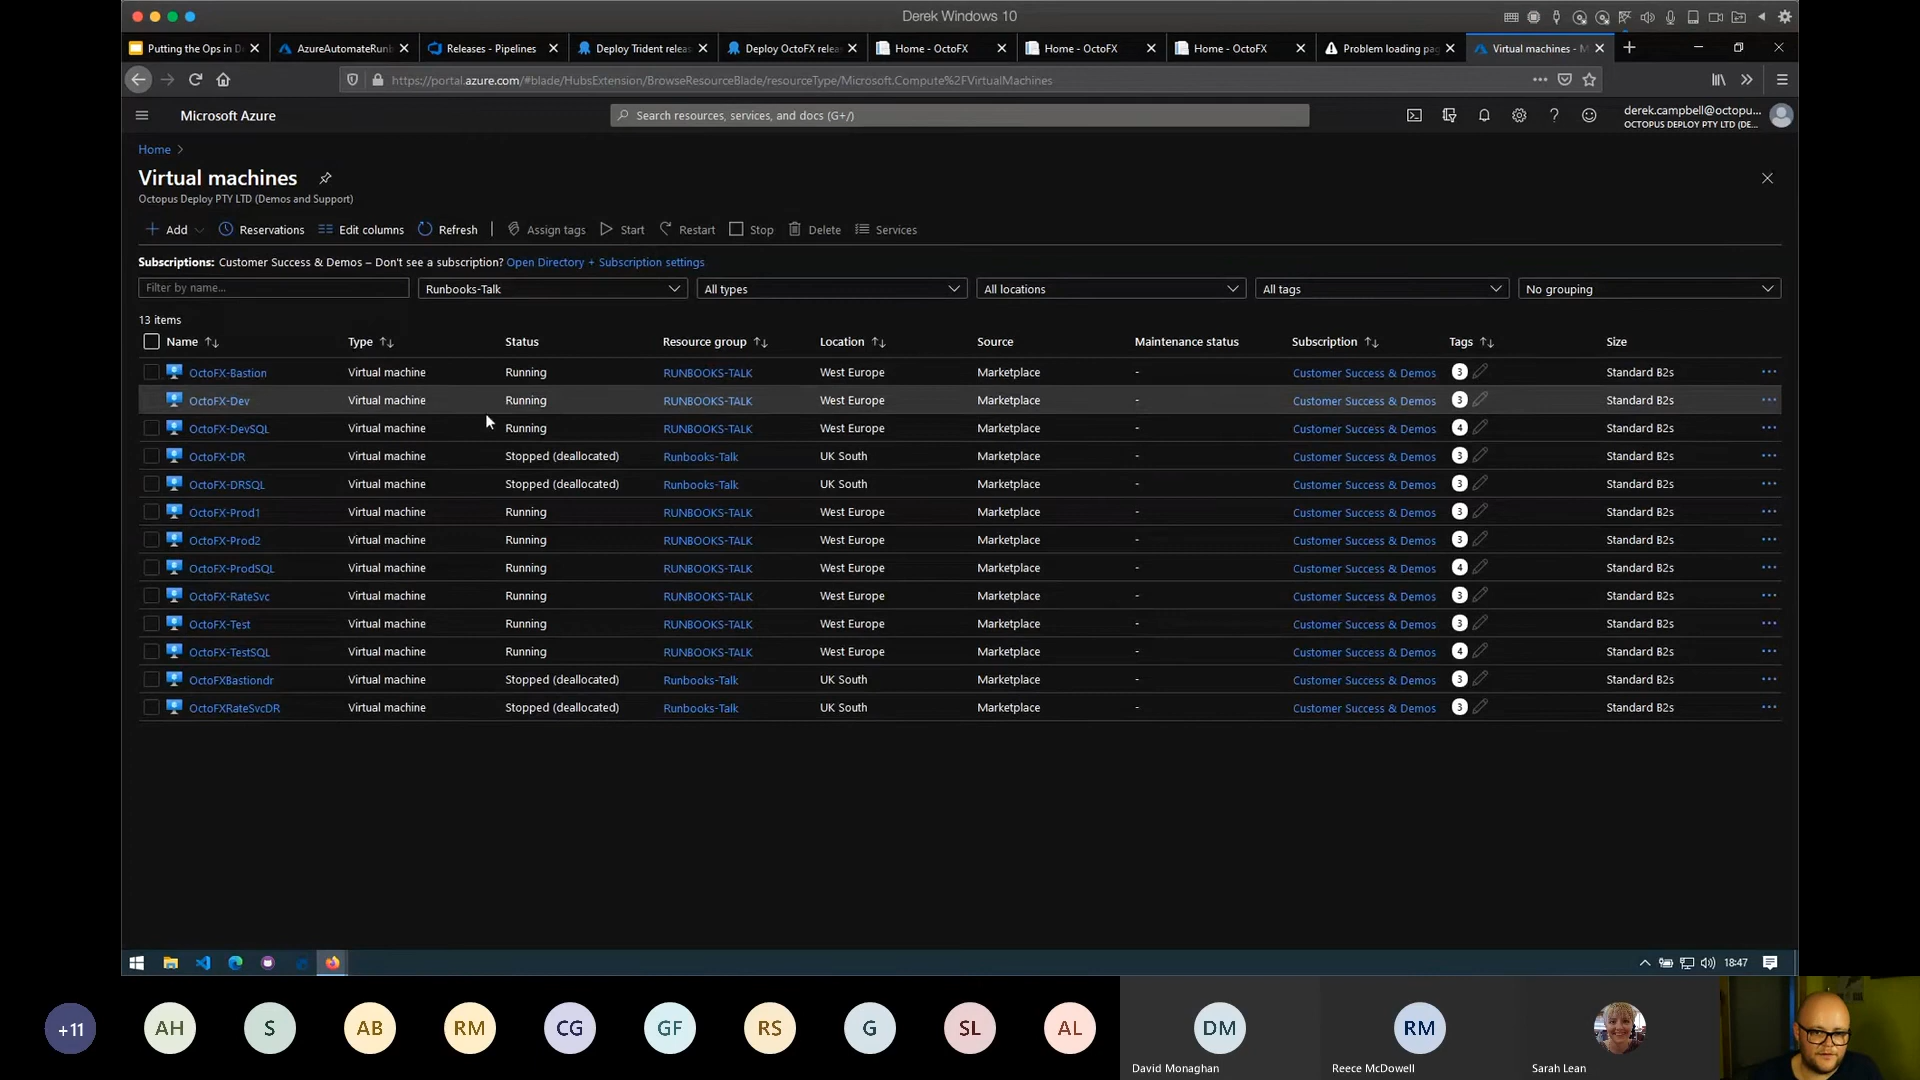 Derek Windows 10
Putting the Ops in D
AzureAutomateRunb
Releases - Pipelines
Deploy Trident releas
Deploy OctoFX relea
Home - OctoFX
Home - OctoFX
Home - OctoFX
Problem loading pag
Virtual machines - M
https://portal.azure.com/#blade/HubsExtension/BrowseResourceBlade/resourceType/Microsoft.Compute%2FVirtualMachines
Microsoft Azure
Search resources, services, and docs (G+/)
derek.campbell@octopu...
OCTOPUS DEPLOY PTY LTD (DE...
Home >
Virtual machines
Octopus Deploy PTY LTD (Demos and Support)
Add
Reservations
Edit columns
Refresh
Assign tags
Start
Restart
Stop
Delete
Services
Subscriptions: Customer Success & Demos – Don't see a subscription? Open Directory + Subscription settings
Filter by name...
Runbooks-Talk
All types
All locations
All tags
No grouping
13 items
Name Type Status Resource group Location Source Maintenance status Subscription Tags Size
OctoFX-Bastion Virtual machine Running RUNBOOKS-TALK West Europe Marketplace - Customer Success & Demos 3 Standard B2s
OctoFX-Dev Virtual machine Running RUNBOOKS-TALK West Europe Marketplace - Customer Success & Demos 3 Standard B2s
OctoFX-DevSQL Virtual machine Running RUNBOOKS-TALK West Europe Marketplace - Customer Success & Demos 4 Standard B2s
OctoFX-DR Virtual machine Stopped (deallocated) Runbooks-Talk UK South Marketplace - Customer Success & Demos 3 Standard B2s
OctoFX-DRSQL Virtual machine Stopped (deallocated) Runbooks-Talk UK South Marketplace - Customer Success & Demos 3 Standard B2s
OctoFX-Prod1 Virtual machine Running RUNBOOKS-TALK West Europe Marketplace - Customer Success & Demos 3 Standard B2s
OctoFX-Prod2 Virtual machine Running RUNBOOKS-TALK West Europe Marketplace - Customer Success & Demos 3 Standard B2s
OctoFX-ProdSQL Virtual machine Running RUNBOOKS-TALK West Europe Marketplace - Customer Success & Demos 4 Standard B2s
OctoFX-RateSvc Virtual machine Running RUNBOOKS-TALK West Europe Marketplace - Customer Success & Demos 3 Standard B2s
OctoFX-Test Virtual machine Running RUNBOOKS-TALK West Europe Marketplace - Customer Success & Demos 3 Standard B2s
OctoFX-TestSQL Virtual machine Running RUNBOOKS-TALK West Europe Marketplace - Customer Success & Demos 4 Standard B2s
OctoFXBastiondr Virtual machine Stopped (deallocated) Runbooks-Talk UK South Marketplace - Customer Success & Demos 3 Standard B2s
OctoFXRateSvcDR Virtual machine Stopped (deallocated) Runbooks-Talk UK South Marketplace - Customer Success & Demos 3 Standard B2s
18:47
+11
AH
S
AB
RM
CG
GF
RS
G
SL
AL
DM
RM
David Monaghan
Reece McDowell
Sarah Lean